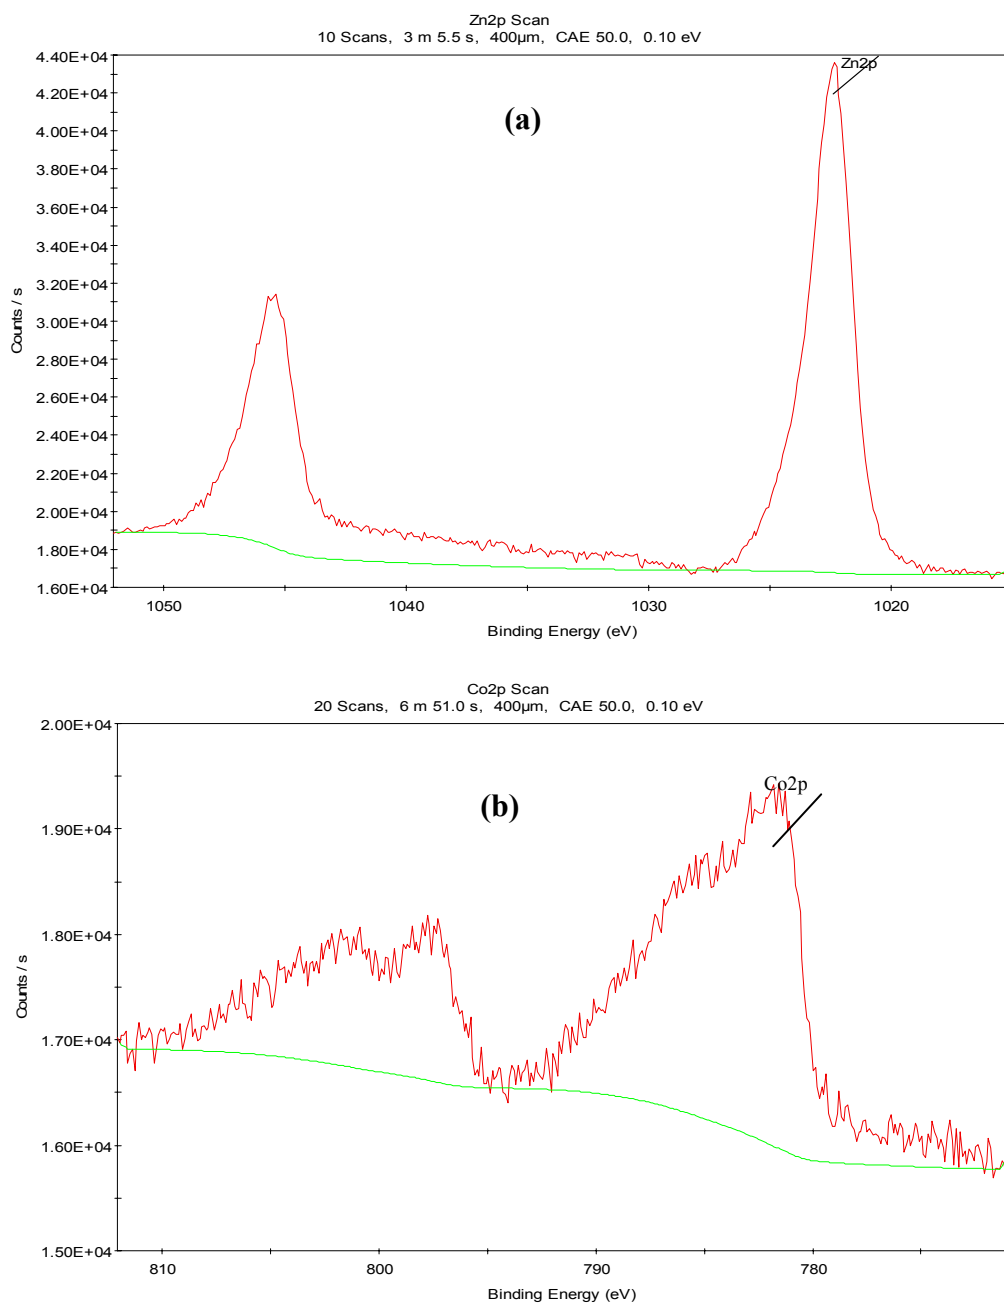 Zn2p Scan
10 Scans, 3 m 5.5 s, 400µm, CAE 50.0, 0.10 eV
4.40E+04
4.20E+04
4.00E+04
3.80E+04
3.60E+04
3.40E+04
3.20E+04
3.00E+04
2.80E+04
2.60E+04
2.40E+04
2.20E+04
2.00E+04
1.80E+04
1.60E+04
Counts / s
Zn2p
(a)
1050 1040 1030 1020
Binding Energy (eV)
Co2p Scan
20 Scans, 6 m 51.0 s, 400µm, CAE 50.0, 0.10 eV
2.00E+04
1.90E+04
1.80E+04
1.70E+04
1.60E+04
1.50E+04
Counts / s
Co2p
(b)
810 800 790 780
Binding Energy (eV)